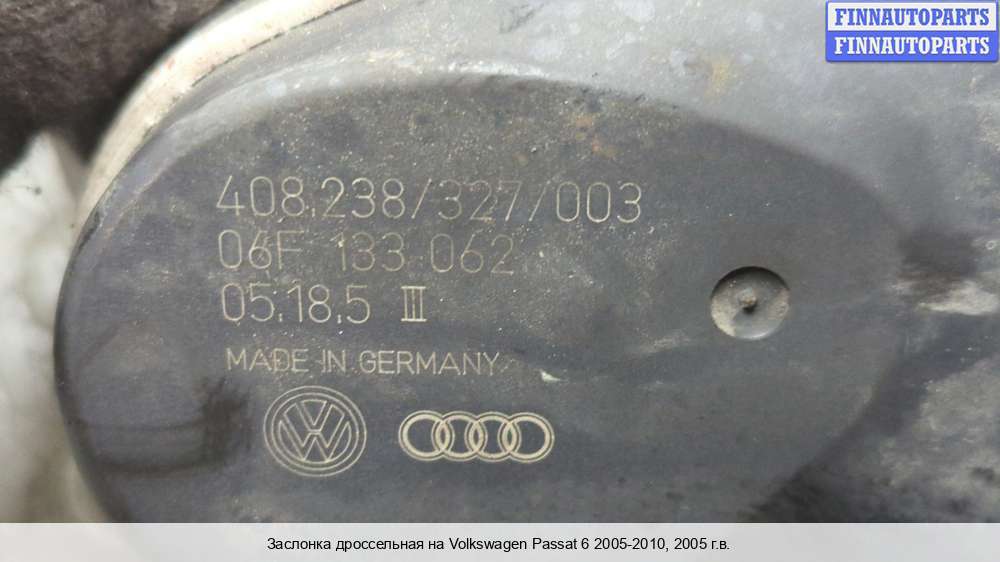 FINNAUTOPARTS
FINNAUTOPARTS
408.238/327/003
06F 133 062
05.18.5 III
MADE IN GERMANY
VW
Заслонка дроссельная на Volkswagen Passat 6 2005-2010, 2005 г.в.